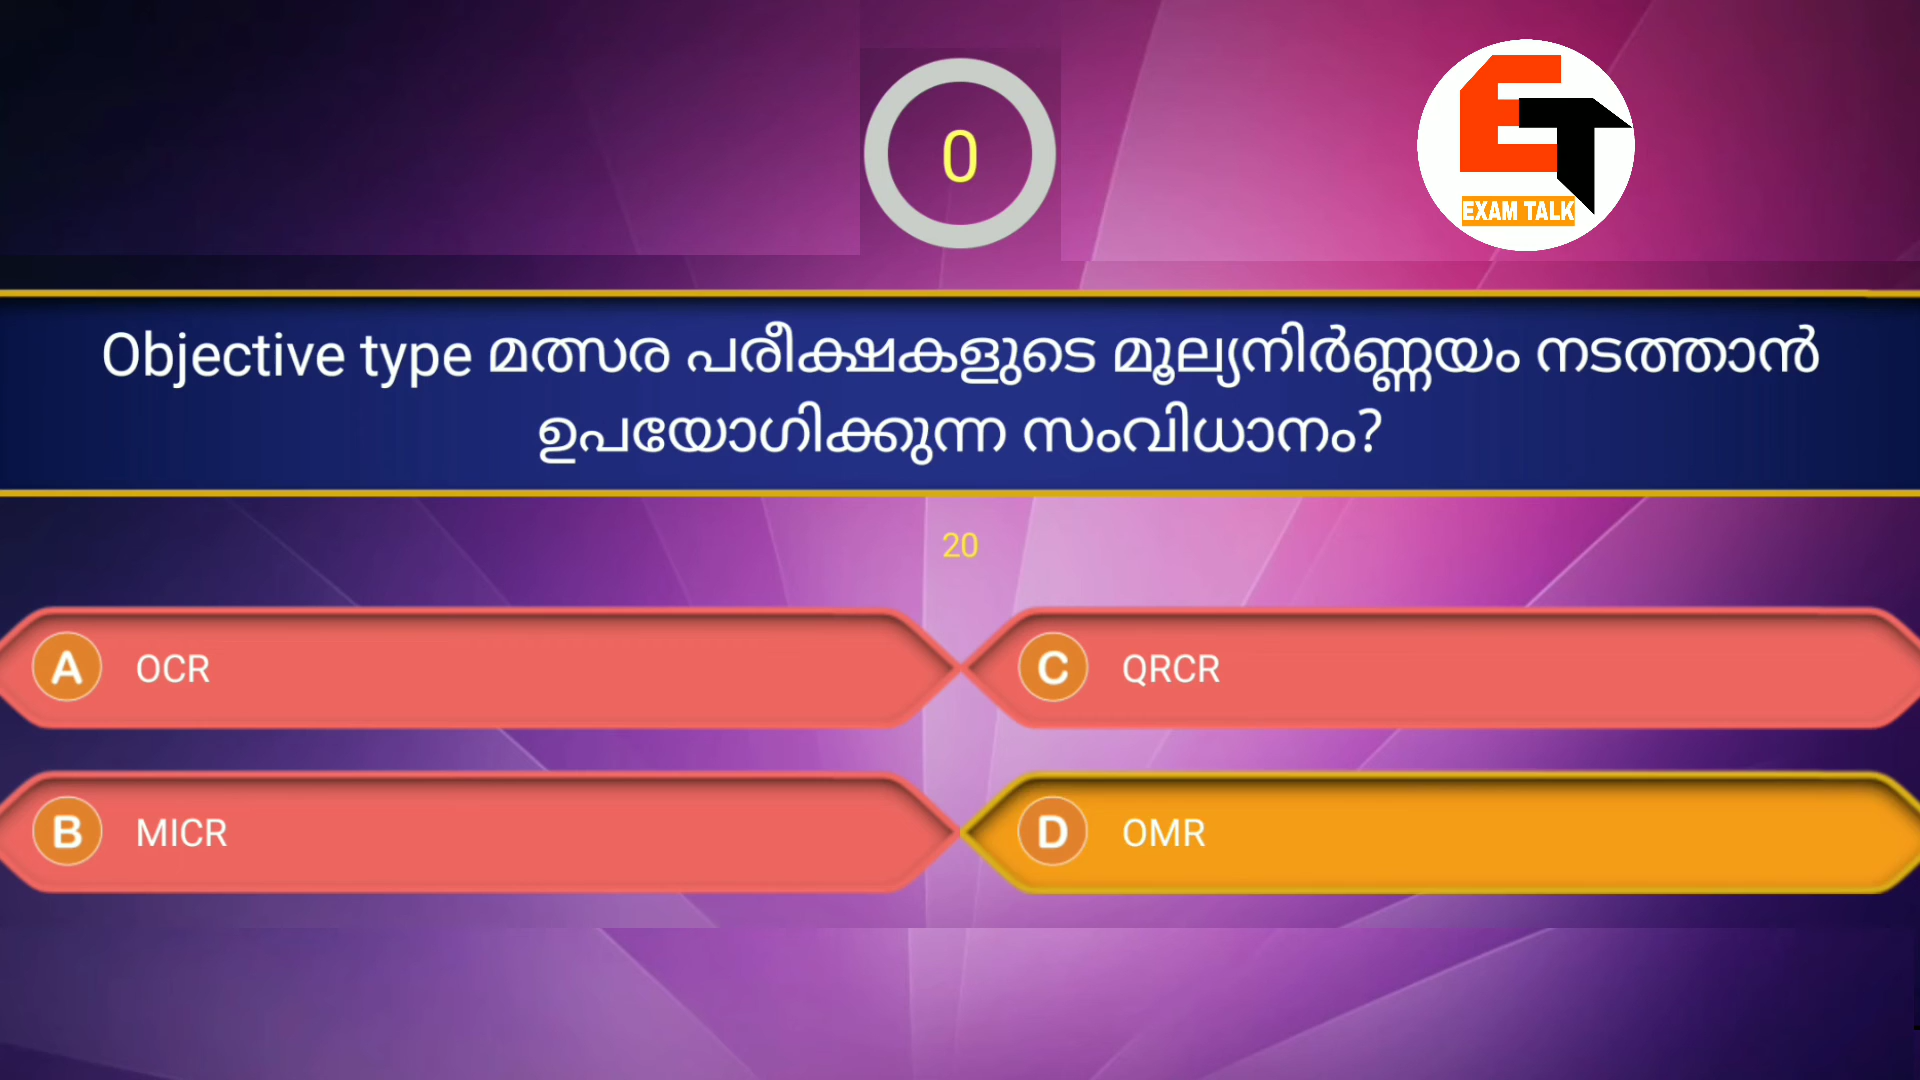 0
ET
EXAM TALK
Objective type മത്സര പരീക്ഷകളുടെ മൂല്യനിർണ്ണയം നടത്താൻ
ഉപയോഗിക്കുന്ന സംവിധാനം?
20
A OCR
C QRCR
B MICR
D OMR